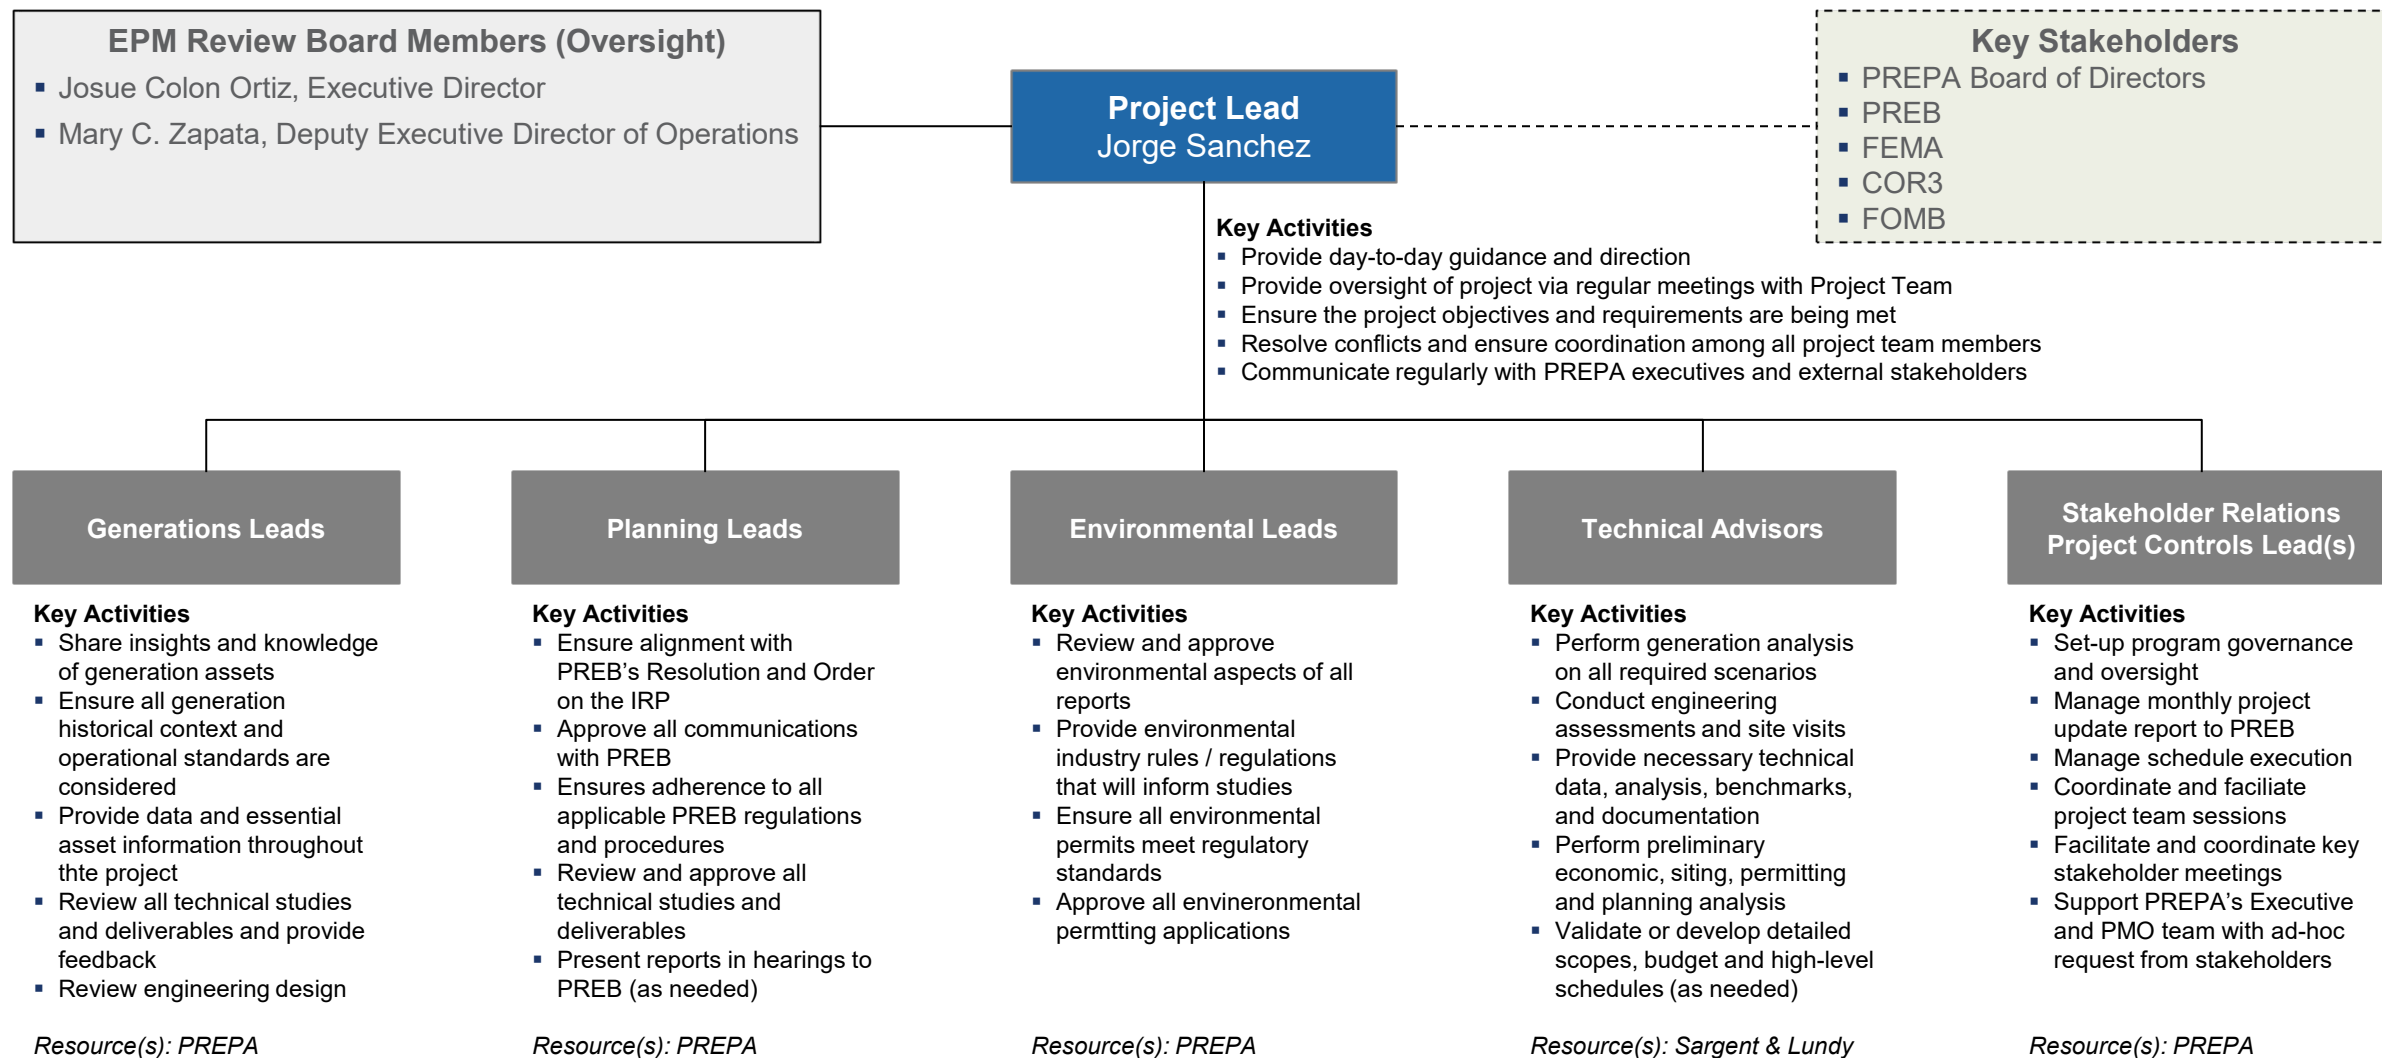 EPM Review Board Members (Oversight)
▪ Josue Colon Ortiz, Executive Director
▪ Mary C. Zapata, Deputy Executive Director of Operations
Project Lead
Jorge Sanchez
Key Stakeholders
▪ PREPA Board of Directors
▪ PREB
▪ FEMA
▪ COR3
▪ FOMB
Key Activities
▪ Provide day-to-day guidance and direction
▪ Provide oversight of project via regular meetings with Project Team
▪ Ensure the project objectives and requirements are being met
▪ Resolve conflicts and ensure coordination among all project team members
▪ Communicate regularly with PREPA executives and external stakeholders
Generations Leads
Key Activities
▪ Share insights and knowledge
of generation assets
▪ Ensure all generation
historical context and
operational standards are
considered
▪ Provide data and essential
asset information throughout
thte project
▪ Review all technical studies
and deliverables and provide
feedback
▪ Review engineering design
Resource(s): PREPA
Planning Leads
Key Activities
▪ Ensure alignment with
PREB’s Resolution and Order
on the IRP
▪ Approve all communications
with PREB
▪ Ensures adherence to all
applicable PREB regulations
and procedures
▪ Review and approve all
technical studies and
deliverables
▪ Present reports in hearings to
PREB (as needed)
Resource(s): PREPA
Environmental Leads
Key Activities
▪ Review and approve
environmental aspects of all
reports
▪ Provide environmental
industry rules / regulations
that will inform studies
▪ Ensure all environmental
permits meet regulatory
standards
▪ Approve all envineronmental
permtting applications
Resource(s): PREPA
Technical Advisors
Key Activities
▪ Perform generation analysis
on all required scenarios
▪ Conduct engineering
assessments and site visits
▪ Provide necessary technical
data, analysis, benchmarks,
and documentation
▪ Perform preliminary
economic, siting, permitting
and planning analysis
▪ Validate or develop detailed
scopes, budget and high-level
schedules (as needed)
Resource(s): Sargent & Lundy
Stakeholder Relations
Project Controls Lead(s)
Key Activities
▪ Set-up program governance
and oversight
▪ Manage monthly project
update report to PREB
▪ Manage schedule execution
▪ Coordinate and faciliate
project team sessions
▪ Facilitate and coordinate key
stakeholder meetings
▪ Support PREPA’s Executive
and PMO team with ad-hoc
request from stakeholders
Resource(s): PREPA